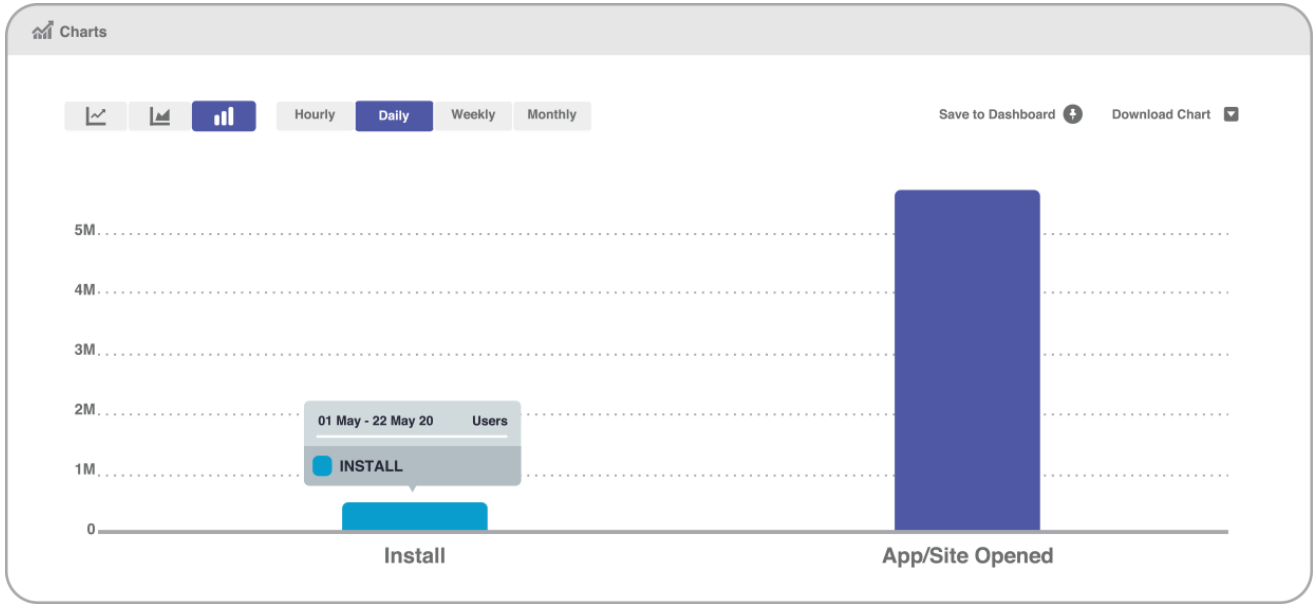 Charts
Hourly Daily Weekly Monthly Save to Dashboard Download Chart
5M
4M
3M
2M
01 May - 22 May 20 Users
INSTALL
1M
0
Install App/Site Opened